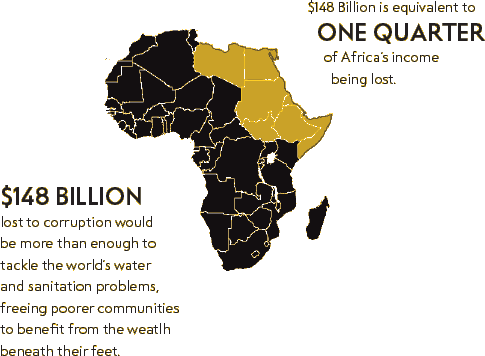 $148 Billion is equivalent to
ONE QUARTER
of Africa's income
being lost.
$148 BILLION
lost to corruption would
be more than enough to
tackle the world's water
and sanitation problems,
freeing poorer communities
to benefit from the weatlh
beneath their feet.